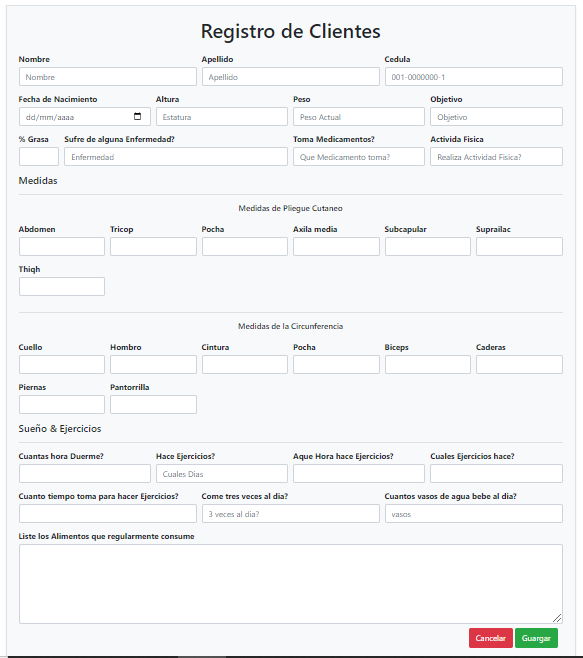 Registro de Clientes
Nombre Apellido Cedula
Nombre Apellido 001-0000000-1
Fecha de Nacimiento Altura Peso Objetivo
dd/mm/aaaa Estatura Peso Actual Objetivo
% Grasa Sufre de alguna Enfermedad? Toma Medicamentos? Activida Fisica
Enfermedad Que Medicamento toma? Realiza Actividad Fisica?
Medidas
Medidas de Pliegue Cutaneo
Abdomen Tricop Pocha Axila media Subcapular Suprailac
Thiqh
Medidas de la Circunferencia
Cuello Hombro Cintura Pocha Biceps Caderas
Piernas Pantorrilla
Sueño & Ejercicios
Cuantas hora Duerme? Hace Ejercicios? Aque Hora hace Ejercicios? Cuales Ejercicios hace?
Cuales Dias
Cuanto tiempo toma para hacer Ejercicios? Come tres veces al dia? Cuantos vasos de agua bebe al dia?
3 veces al dia? vasos
Liste los Alimentos que regularmente consume
Cancelar Guargar